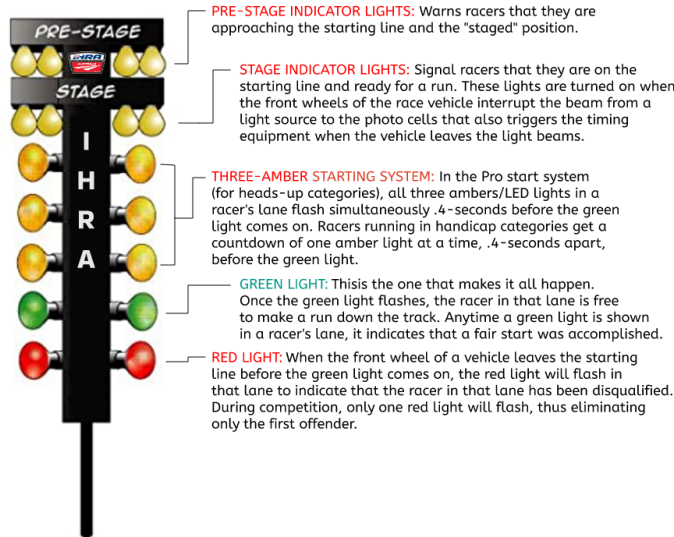 PRE-STAGE
STAGE
I
H
R
A
PRE-STAGE INDICATOR LIGHTS: Warns racers that they are
approaching the starting line and the "staged" position.
STAGE INDICATOR LIGHTS: Signal racers that they are on the
starting line and ready for a run. These lights are turned on when
the front wheels of the race vehicle interrupt the beam from a
light source to the photo cells that also triggers the timing
equipment when the vehicle leaves the light beams.
THREE-AMBER STARTING SYSTEM: In the Pro start system
(for heads-up categories), all three ambers/LED lights in a
racer's lane flash simultaneously .4-seconds before the green
light comes on. Racers running in handicap categories get a
countdown of one amber light at a time, .4-seconds apart,
before the green light.
GREEN LIGHT: Thisis the one that makes it all happen.
Once the green light flashes, the racer in that lane is free
to make a run down the track. Anytime a green light is shown
in a racer's lane, it indicates that a fair start was accomplished.
RED LIGHT: When the front wheel of a vehicle leaves the starting
line before the green light comes on, the red light will flash in
that lane to indicate that the racer in that lane has been disqualified.
During competition, only one red light will flash, thus eliminating
only the first offender.